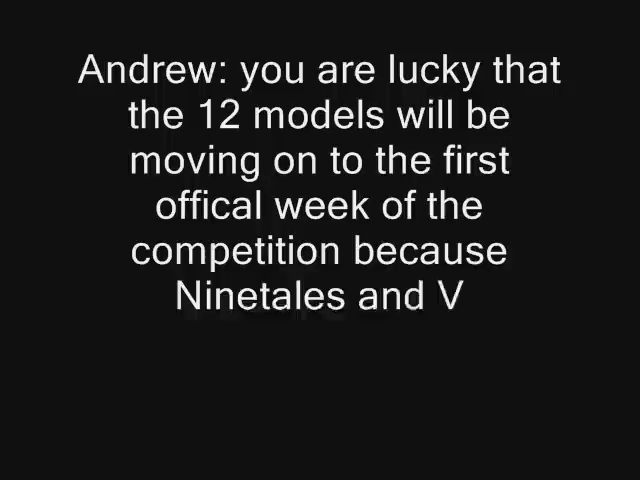 Andrew: you are lucky that
the 12 models will be
moving on to the first
offical week of the
competition because
Ninetales and V